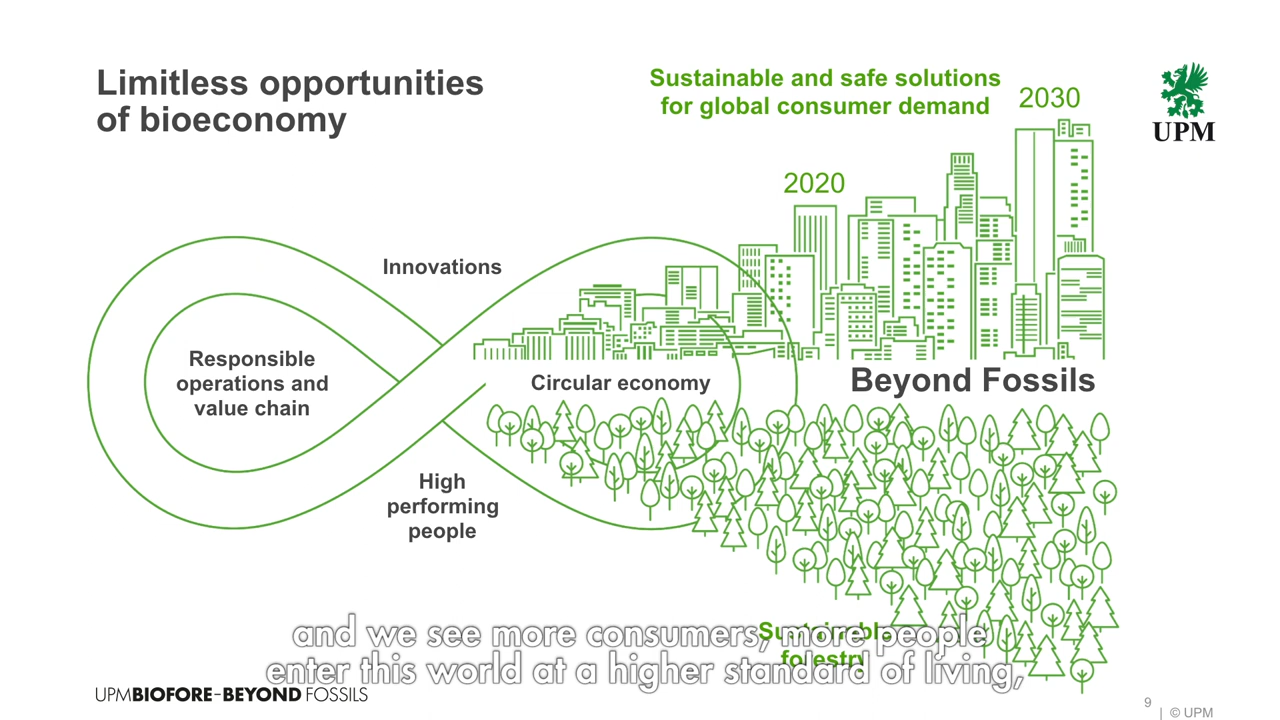 Limitless opportunities
of bioeconomy
Sustainable and safe solutions
for global consumer demand
2030
UPM
2020
Innovations
Responsible
operations and
value chain
Circular economy
Beyond Fossils
High
performing
people
Sustainable
forestry
and we see more consumers, more people
enter this world at a higher standard of living,
UPMBIOFORE–BEYOND FOSSILS
9
| © UPM